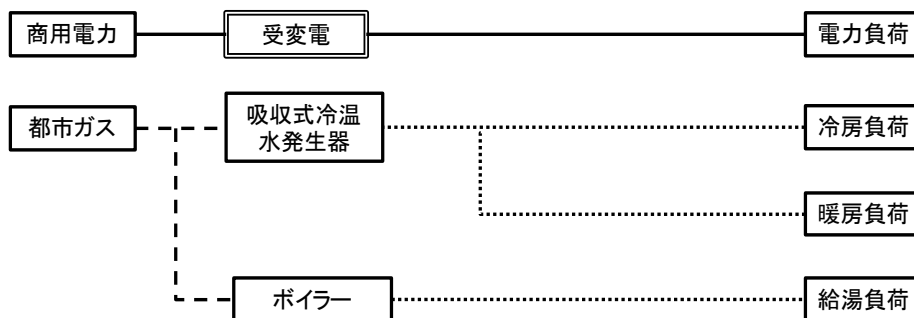 商用電力
受変電
電力負荷
都市ガス
吸収式冷温
水発生器
冷房負荷
暖房負荷
ボイラー
給湯負荷